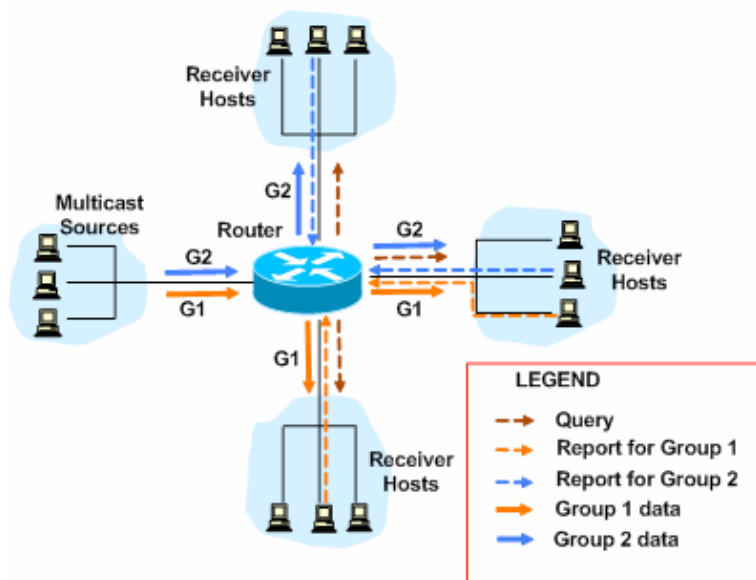 Receiver
Hosts
G2
Multicast
Sources
Router
G2
G2
Receiver
Hosts
G1
G1
G1
LEGEND
Query
Report for Group 1
Report for Group 2
Group 1 data
Group 2 data
Receiver
Hosts